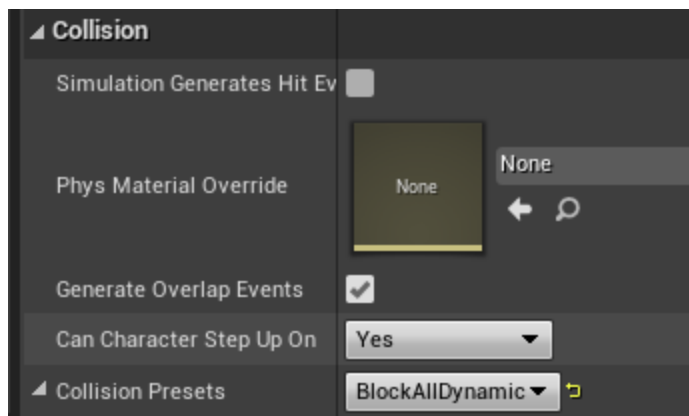 Collision
Simulation Generates Hit Ev
Phys Material Override
None
None
Generate Overlap Events
Can Character Step Up On
Yes
Collision Presets
BlockAllDynamic